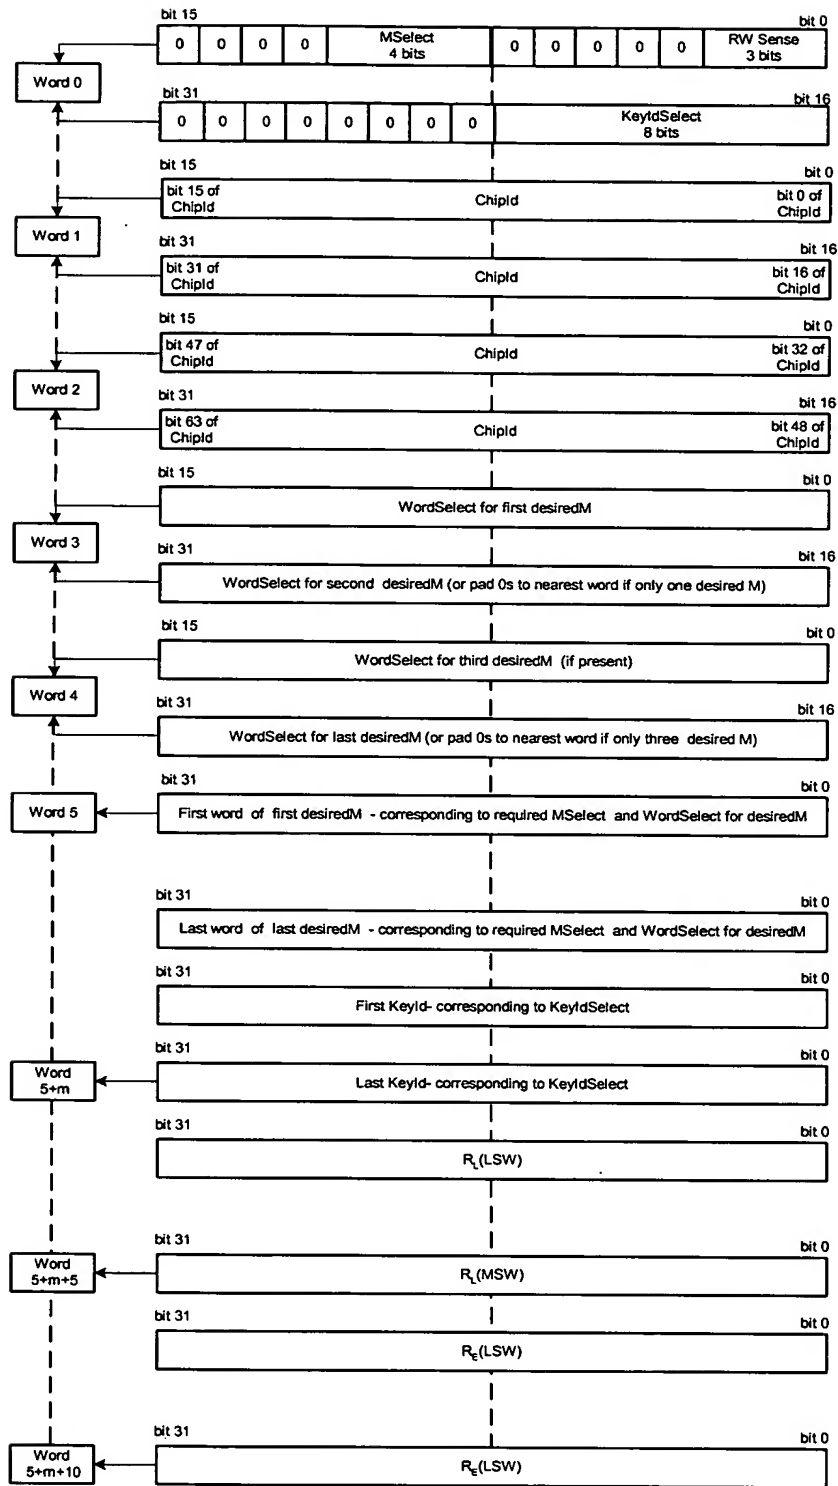 bit 15 bit 0
0 0 0 0 MSelect 4 bits 0 0 0 0 0 RW Sense 3 bits
Word 0
bit 31 bit 16
0 0 0 0 0 0 0 0 KeyIdSelect 8 bits
bit 15 bit 0
bit 15 of ChipId ChipId bit 0 of ChipId
Word 1
bit 31 bit 16
bit 31 of ChipId ChipId bit 16 of ChipId
bit 15 bit 0
bit 47 of ChipId ChipId bit 32 of ChipId
Word 2
bit 31 bit 16
bit 63 of ChipId ChipId bit 48 of ChipId
bit 15 bit 0
WordSelect for first desiredM
Word 3
bit 31 bit 16
WordSelect for second desiredM (or pad 0s to nearest word if only one desired M)
bit 15 bit 0
WordSelect for third desiredM (if present)
Word 4
bit 31 bit 16
WordSelect for last desiredM (or pad 0s to nearest word if only three desired M)
bit 31 bit 0
Word 5 First word of first desiredM - corresponding to required MSelect and WordSelect for desiredM
bit 31 bit 0
Last word of last desiredM - corresponding to required MSelect and WordSelect for desiredM
bit 31 bit 0
First KeyId- corresponding to KeyIdSelect
bit 31 bit 0
Word 5+m Last KeyId- corresponding to KeyIdSelect
bit 31 bit 0
R_L(LSW)
bit 31 bit 0
Word 5+m+5 R_L(MSW)
bit 31 bit 0
R_E(LSW)
bit 31 bit 0
Word 5+m+10 R_E(LSW)